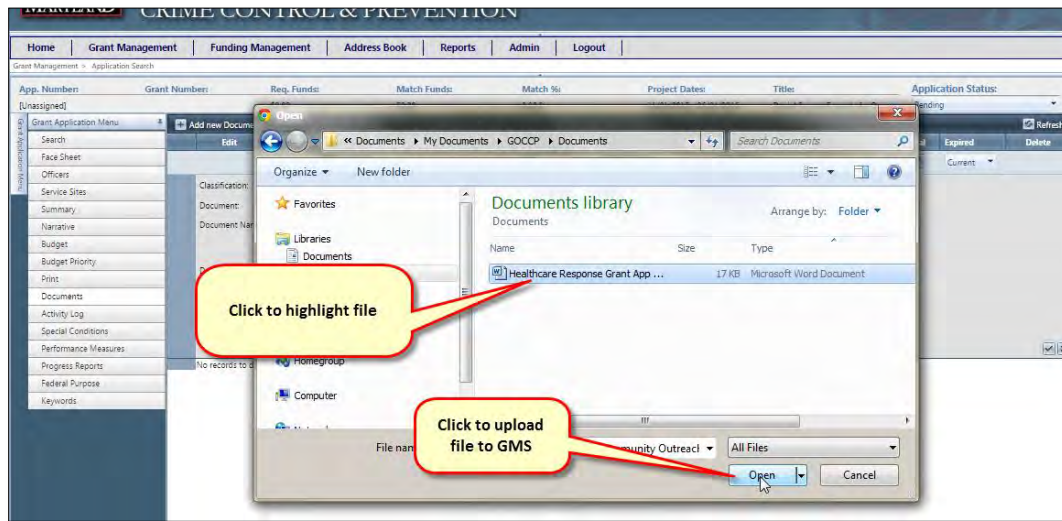 MARYLAND CRIME CONTROL & PREVENTION
Home | Grant Management | Funding Management | Address Book | Reports | Admin | Logout |
Grant Management > Application Search
App. Number: Grant Number: Req. Funds: Match Funds: Match %: Project Dates: Title: Application Status:
[Unassigned] Pending
Grant Application Menu
Grant Application Menu
Add new Docume
Open
Refresh
Search
Edit
« Documents ▸ My Documents ▸ GOCCP ▸ Documents
Search Documents
Expired Delete
Face Sheet
Current
Officers
Organize ▾ New folder
Service Sites
Classification:
Summary
Document:
Favorites
Documents library
Arrange by: Folder ▾
Narrative
Document Nar
Documents
Budget
Libraries
Name Size Type
Budget Priority
Documents
Print
Healthcare Response Grant App ... 17 KB Microsoft Word Document
Documents
Activity Log
Click to highlight file
Special Conditions
Performance Measures
Progress Reports
No records to d
Homegroup
Federal Purpose
Keywords
Computer
Click to upload
file to GMS
File nam
munity Outreacl
All Files
Open
Cancel